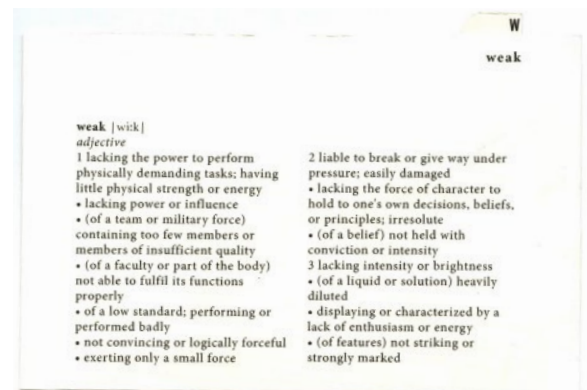 W
weak
weak |wi:k|
adjective
1 lacking the power to perform
physically demanding tasks; having
little physical strength or energy
• lacking power or influence
• (of a team or military force)
containing too few members or
members of insufficient quality
• (of a faculty or part of the body)
not able to fulfil its functions
properly
• of a low standard; performing or
performed badly
• not convincing or logically forceful
• exerting only a small force
2 liable to break or give way under
pressure; easily damaged
• lacking the force of character to
hold to one's own decisions, beliefs,
or principles; irresolute
• (of a belief) not held with
conviction or intensity
3 lacking intensity or brightness
• (of a liquid or solution) heavily
diluted
• displaying or characterized by a
lack of enthusiasm or energy
• (of features) not striking or
strongly marked